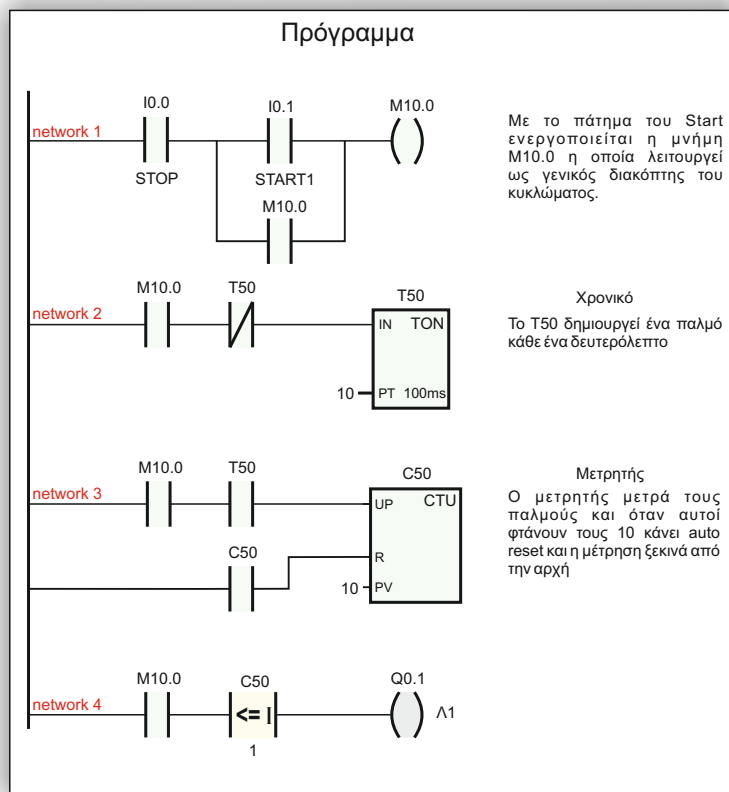 Πρόγραμμα
network 1
I0.0
STOP
I0.1
START1
M10.0
M10.0
Με το πάτημα του Start
ενεργοποιείται η μνήμη
M10.0 η οποία λειτουργεί
ως γενικός διακόπτης του
κυκλώματος.
network 2
M10.0
T50
T50
IN TON
10 PT 100ms
Χρονικό
Το T50 δημιουργεί ένα παλμό
κάθε ένα δευτερόλεπτο
network 3
M10.0
T50
C50
UP CTU
C50
R
10 PV
Μετρητής
Ο μετρητής μετρά τους
παλμούς και όταν αυτοί
φτάνουν τους 10 κάνει auto
reset και η μέτρηση ξεκινά από
την αρχή
network 4
M10.0
C50
<= I
1
Q0.1
Λ1